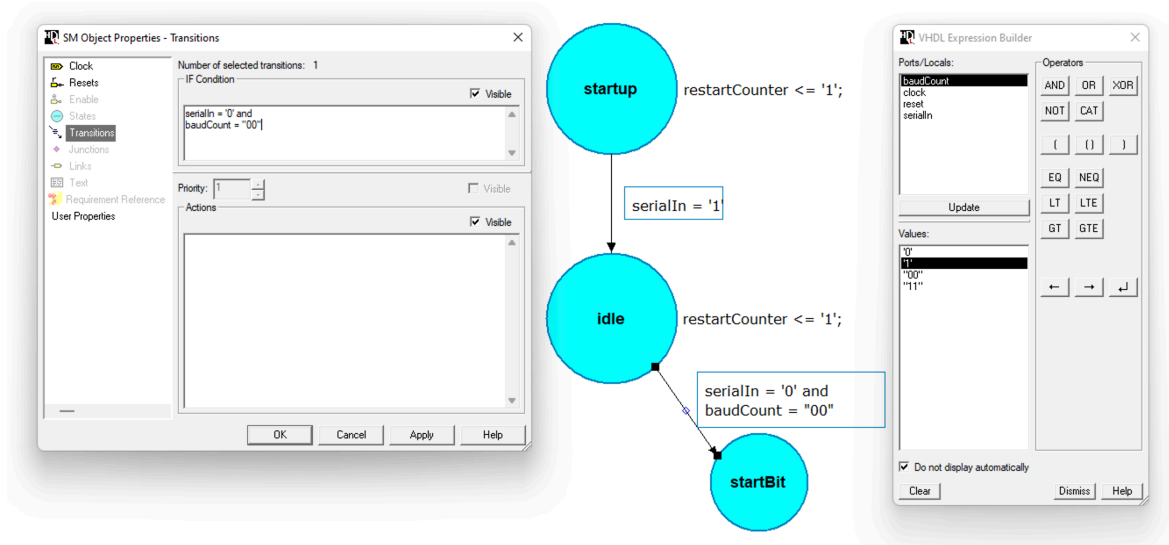 SM Object Properties - Transitions
Clock
Resets
Enable
States
Transitions
Junctions
Links
Text
Requirement Reference
User Properties
Number of selected transitions: 1
IF Condition
Visible
serialIn = '0' and
baudCount = "00"
Priority: 1
Visible
Actions
Visible
OK Cancel Apply Help
startup
restartCounter <= '1';
serialIn = '1'
idle
restartCounter <= '1';
serialIn = '0' and
baudCount = "00"
startBit
VHDL Expression Builder
Ports/Locals:
baudCount
clock
reset
serialIn
Update
Values:
'0'
'1'
"00"
"11"
Operators
AND OR XOR
NOT CAT
( () )
EQ NEQ
LT LTE
GT GTE
← → ↵
Do not display automatically
Clear Dismiss Help